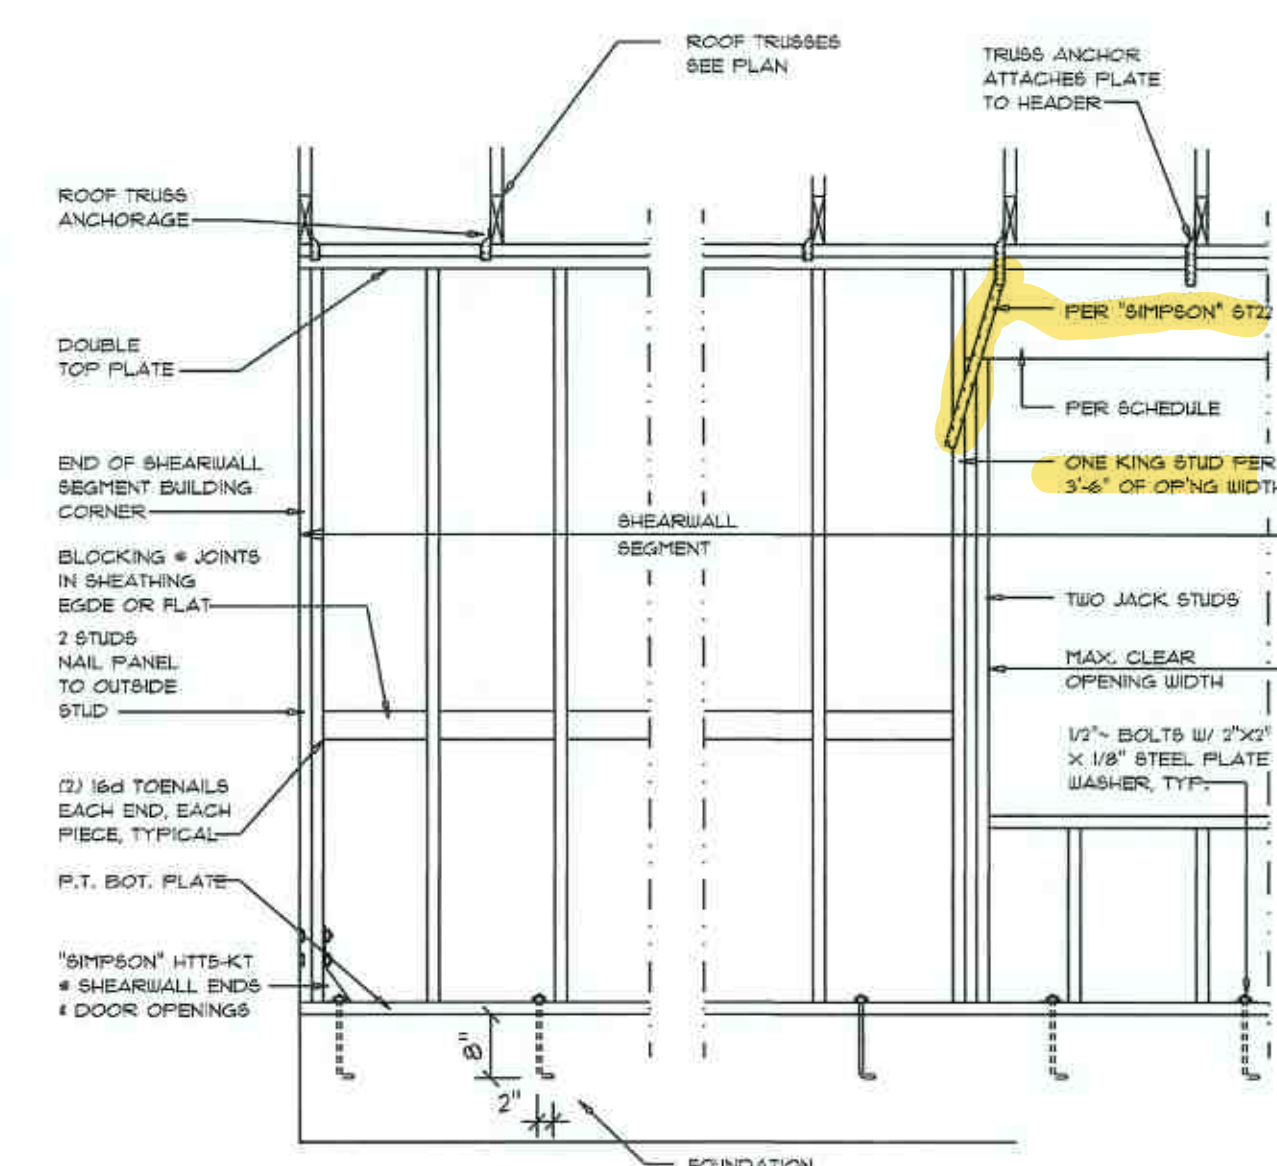 ROOF TRUSSES
SEE PLAN
TRUSS ANCHOR
ATTACHES PLATE
TO HEADER
ROOF TRUSS
ANCHORAGE
DOUBLE
TOP PLATE
END OF SHEARWALL
SEGMENT BUILDING
CORNER
BLOCKING @ JOINTS
IN SHEATHING
EGDE OR FLAT
2 STUDS
NAIL PANEL
TO OUTSIDE
STUD
(2) 16d TOENAILS
EACH END, EACH
PIECE, TYPICAL
P.T. BOT. PLATE
"SIMPSON" HTT5-KT
@ SHEARWALL ENDS
& DOOR OPENINGS
SHEARWALL
SEGMENT
PER "SIMPSON" ST22
PER SCHEDULE
ONE KING STUD PER
3'-6" OF OP'NG WIDTH
TWO JACK STUDS
MAX. CLEAR
OPENING WIDTH
1/2"~ BOLTS W/ 2"X2"
X 1/8" STEEL PLATE
WASHER, TYP.
8"
2"
FOUNDATION